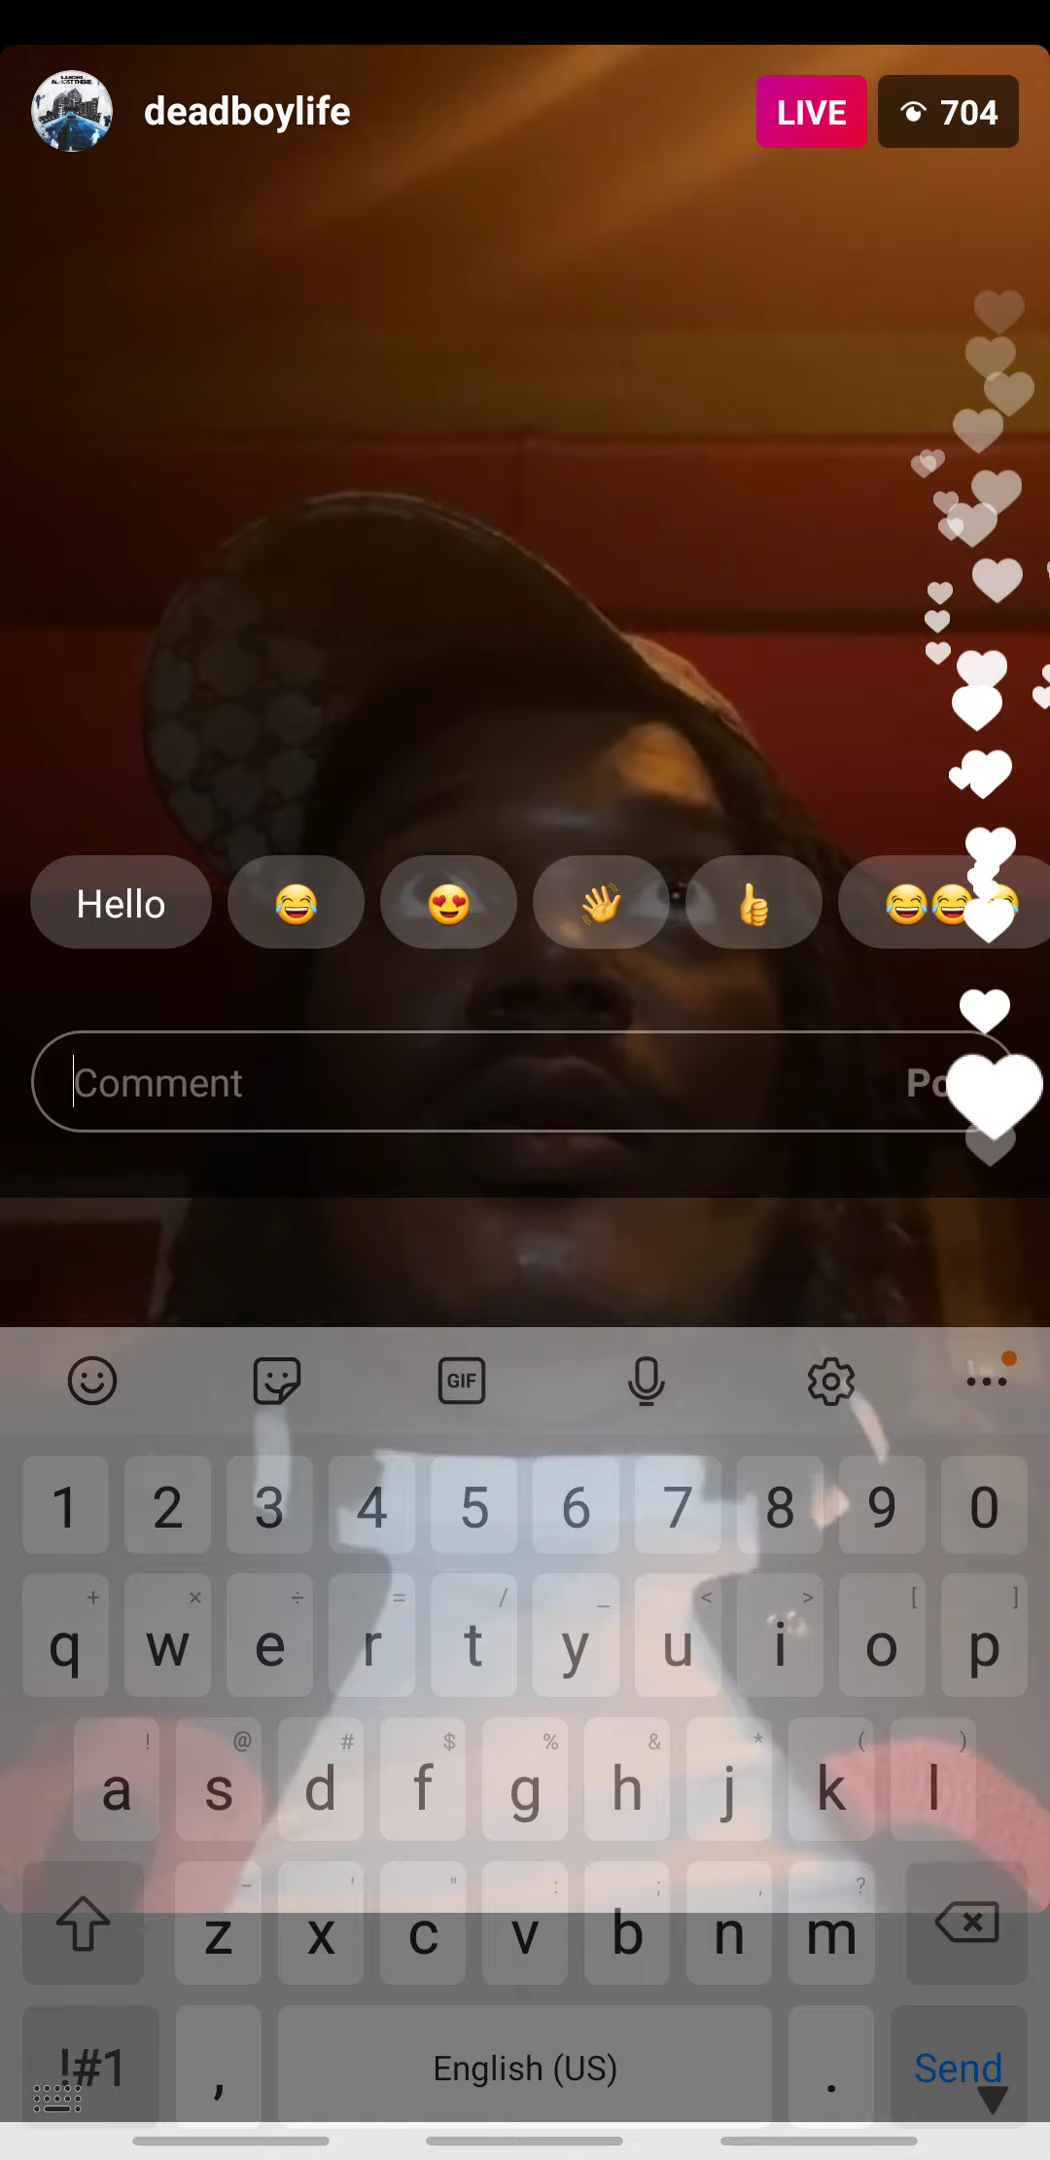 deadboylife
LIVE
704
Hello
Comment
GIF
1 2 3 4 5 6 7 8 9 0
+ × ÷ = / _ < > [ ]
q w e r t y u i o p
! @ # $ % & * ( )
a s d f g h j k l
- ' " : ; , ?
z x c v b n m
!#1 , English (US) . Send